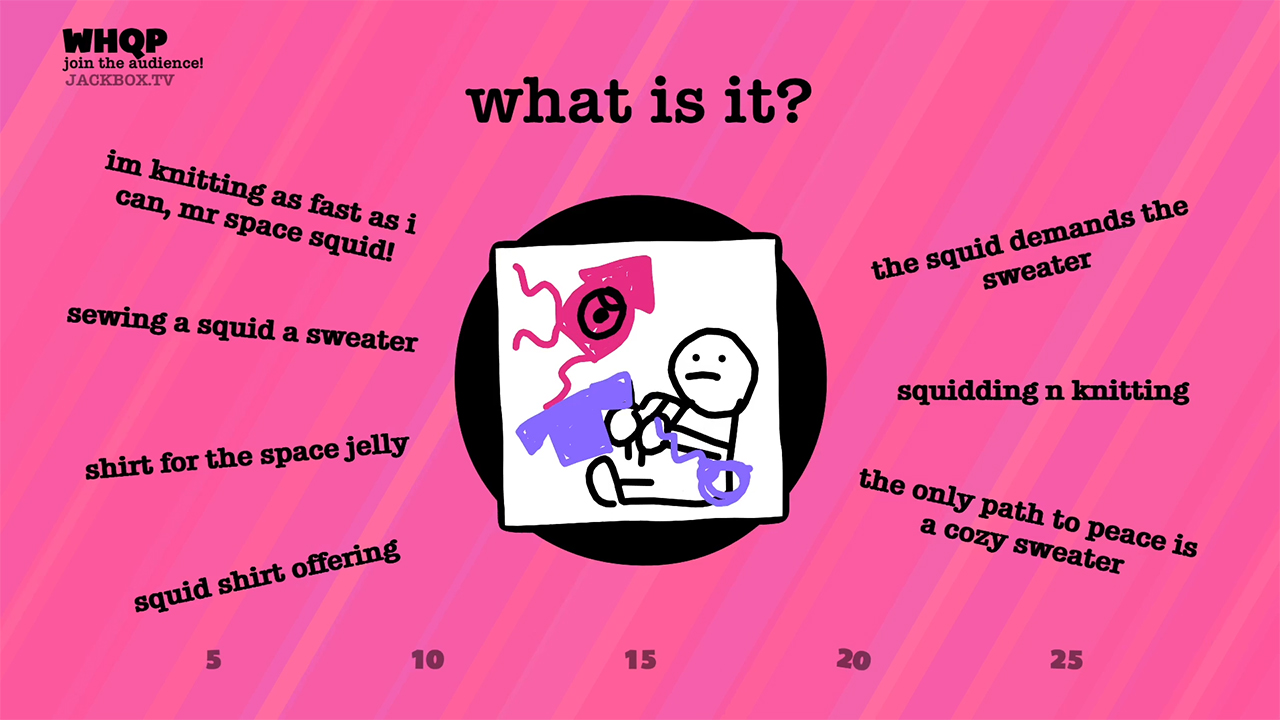 WHQP
join the audience!
JACKBOX.TV
what is it?
im knitting as fast as i
can, mr space squid!
sewing a squid a sweater
shirt for the space jelly
squid shirt offering
the squid demands the
sweater
squidding n knitting
the only path to peace is
a cozy sweater
5 10 15 20 25